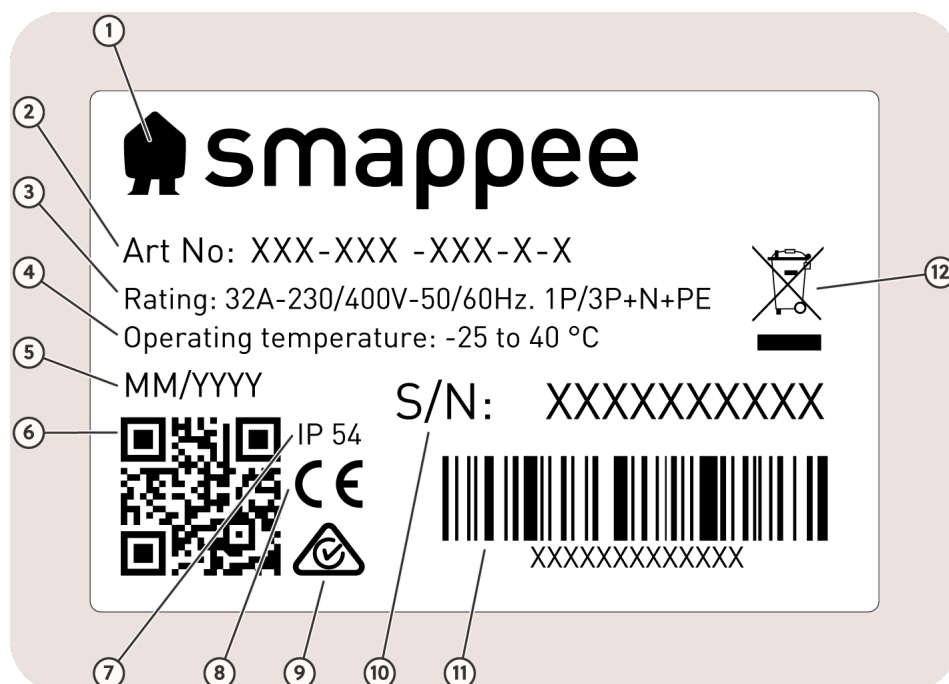 1
2
3
4
5
6
7
8
9
10
11
12
smappee
Art No: XXX-XXX -XXX-X-X
Rating: 32A-230/400V-50/60Hz. 1P/3P+N+PE
Operating temperature: -25 to 40 °C
MM/YYYY
S/N: XXXXXXXXXX
IP 54
CE
XXXXXXXXXXXXX